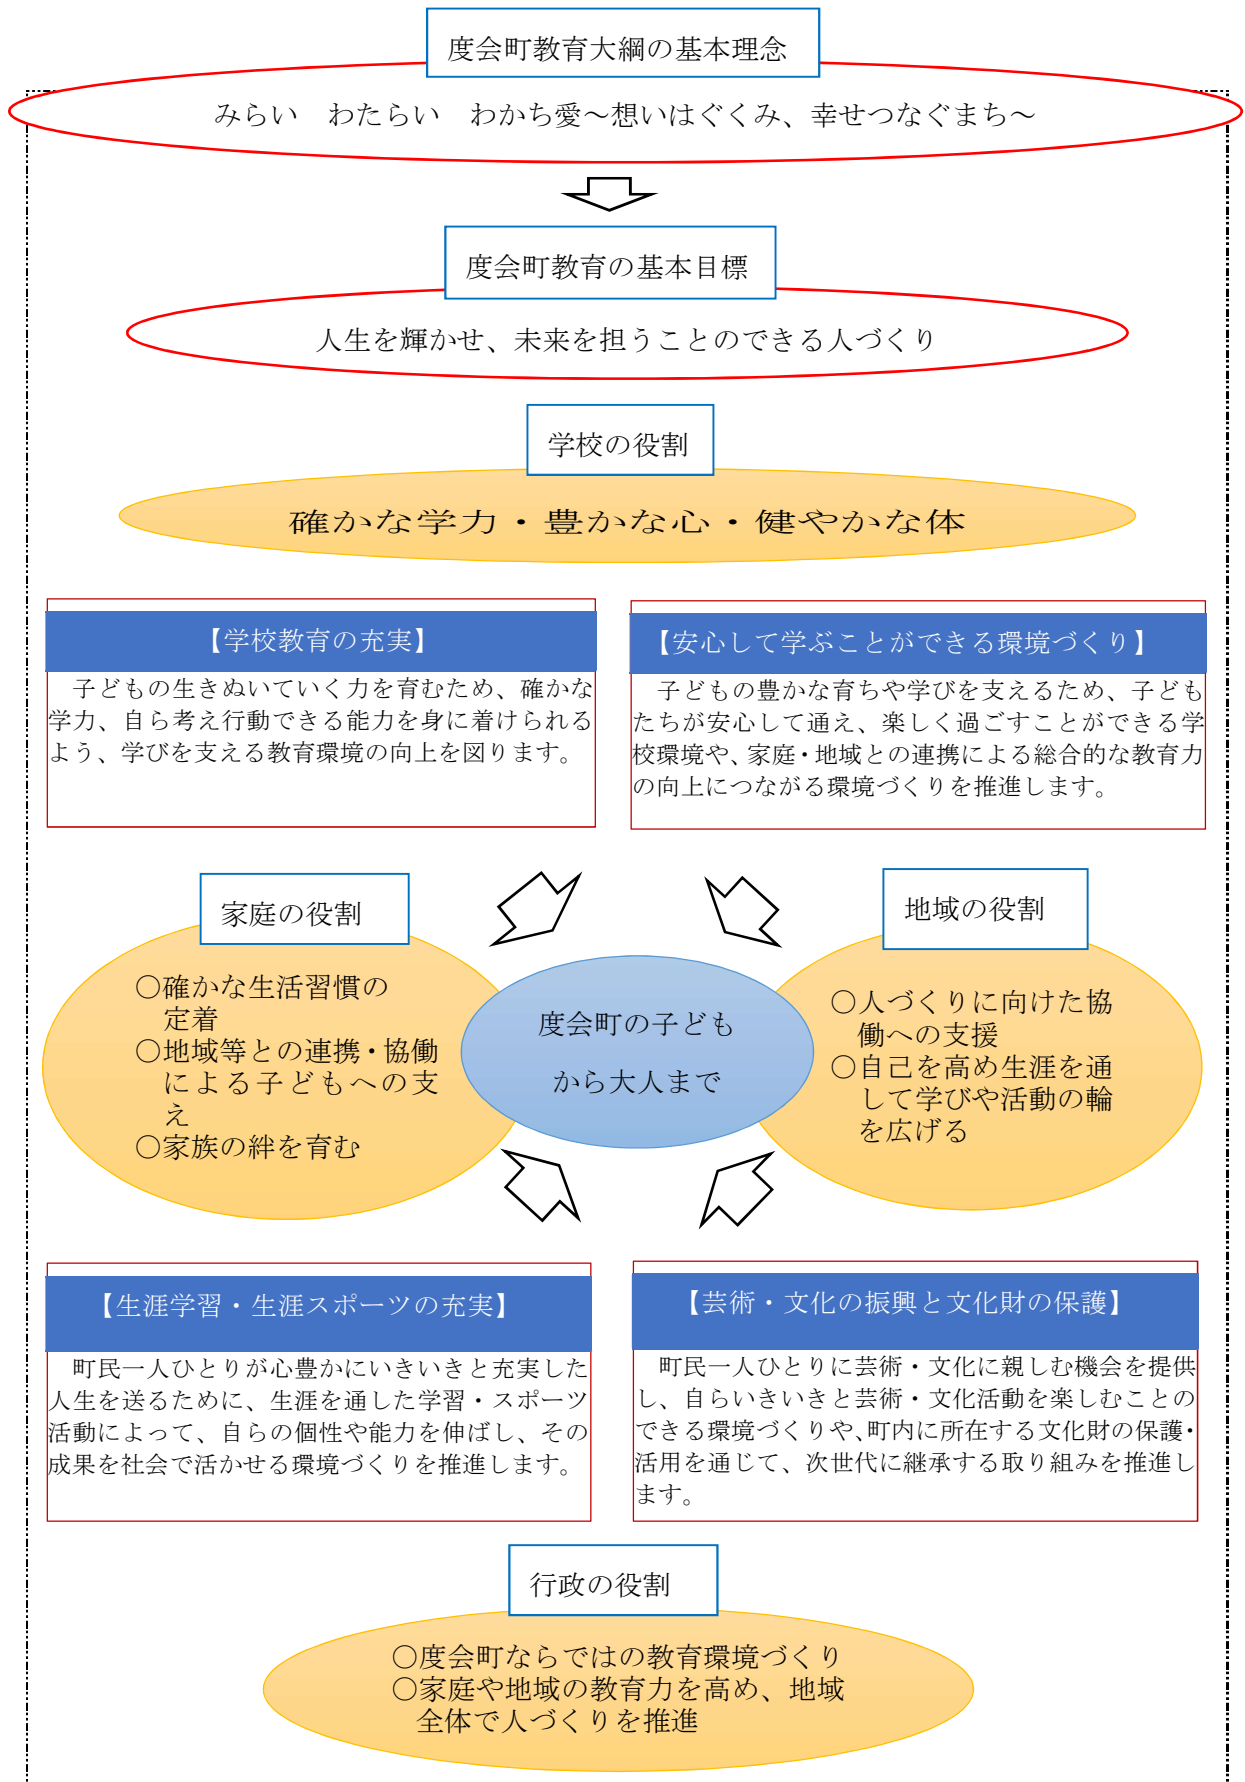 度会町教育大綱の基本理念
みらい　わたらい　わかち愛～想いはぐくみ、幸せつなぐまち～
度会町教育の基本目標
人生を輝かせ、未来を担うことのできる人づくり
学校の役割
確かな学力・豊かな心・健やかな体
【学校教育の充実】
子どもの生きぬいていく力を育むため、確かな
学力、自ら考え行動できる能力を身に着けられる
よう、学びを支える教育環境の向上を図ります。
【安心して学ぶことができる環境づくり】
子どもの豊かな育ちや学びを支えるため、子ども
たちが安心して通え、楽しく過ごすことができる学
校環境や、家庭・地域との連携による総合的な教育力
の向上につながる環境づくりを推進します。
家庭の役割
○確かな生活習慣の
定着
○地域等との連携・協働
による子どもへの支
え
○家族の絆を育む
度会町の子ども
から大人まで
地域の役割
○人づくりに向けた協
働への支援
○自己を高め生涯を通
して学びや活動の輪
を広げる
【生涯学習・生涯スポーツの充実】
町民一人ひとりが心豊かにいきいきと充実した
人生を送るために、生涯を通した学習・スポーツ
活動によって、自らの個性や能力を伸ばし、その
成果を社会で活かせる環境づくりを推進します。
【芸術・文化の振興と文化財の保護】
町民一人ひとりに芸術・文化に親しむ機会を提供
し、自らいきいきと芸術・文化活動を楽しむことの
できる環境づくりや、町内に所在する文化財の保護・
活用を通じて、次世代に継承する取り組みを推進し
ます。
行政の役割
○度会町ならではの教育環境づくり
○家庭や地域の教育力を高め、地域
全体で人づくりを推進